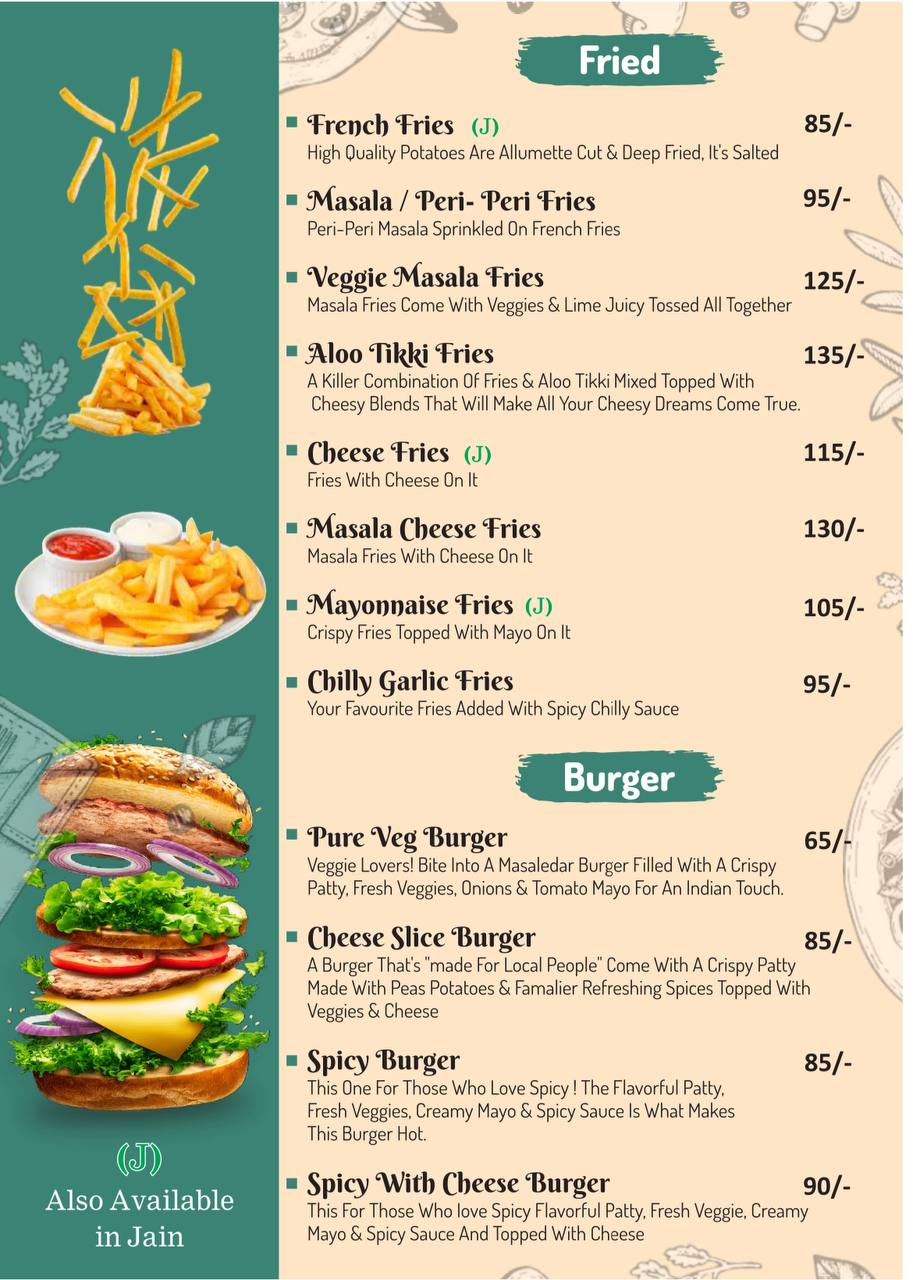 Fried
French Fries (J) 85/-
High Quality Potatoes Are Allumette Cut & Deep Fried, It's Salted
Masala / Peri- Peri Fries 95/-
Peri-Peri Masala Sprinkled On French Fries
Veggie Masala Fries 125/-
Masala Fries Come With Veggies & Lime Juicy Tossed All Together
Aloo Tikki Fries 135/-
A Killer Combination Of Fries & Aloo Tikki Mixed Topped With
Cheesy Blends That Will Make All Your Cheesy Dreams Come True.
Cheese Fries (J) 115/-
Fries With Cheese On It
Masala Cheese Fries 130/-
Masala Fries With Cheese On It
Mayonnaise Fries (J) 105/-
Crispy Fries Topped With Mayo On It
Chilly Garlic Fries 95/-
Your Favourite Fries Added With Spicy Chilly Sauce
Burger
Pure Veg Burger 65/-
Veggie Lovers! Bite Into A Masaledar Burger Filled With A Crispy
Patty, Fresh Veggies, Onions & Tomato Mayo For An Indian Touch.
Cheese Slice Burger 85/-
A Burger That's "made For Local People" Come With A Crispy Patty
Made With Peas Potatoes & Famalier Refreshing Spices Topped With
Veggies & Cheese
Spicy Burger 85/-
This One For Those Who Love Spicy ! The Flavorful Patty,
Fresh Veggies, Creamy Mayo & Spicy Sauce Is What Makes
This Burger Hot.
Spicy With Cheese Burger 90/-
This For Those Who love Spicy Flavorful Patty, Fresh Veggie, Creamy
Mayo & Spicy Sauce And Topped With Cheese
(J)
Also Available
in Jain